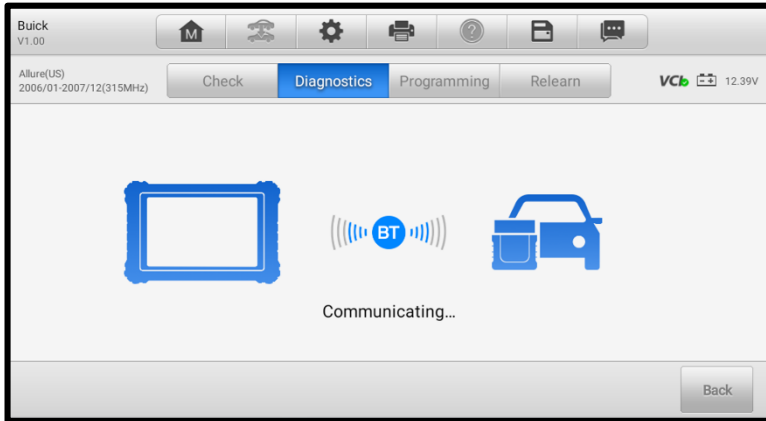 Buick
V1.00
M
?
Allure(US)
2006/01-2007/12(315MHz)
Check
Diagnostics
Programming
Relearn
VCI
12.39V
BT
Communicating...
Back